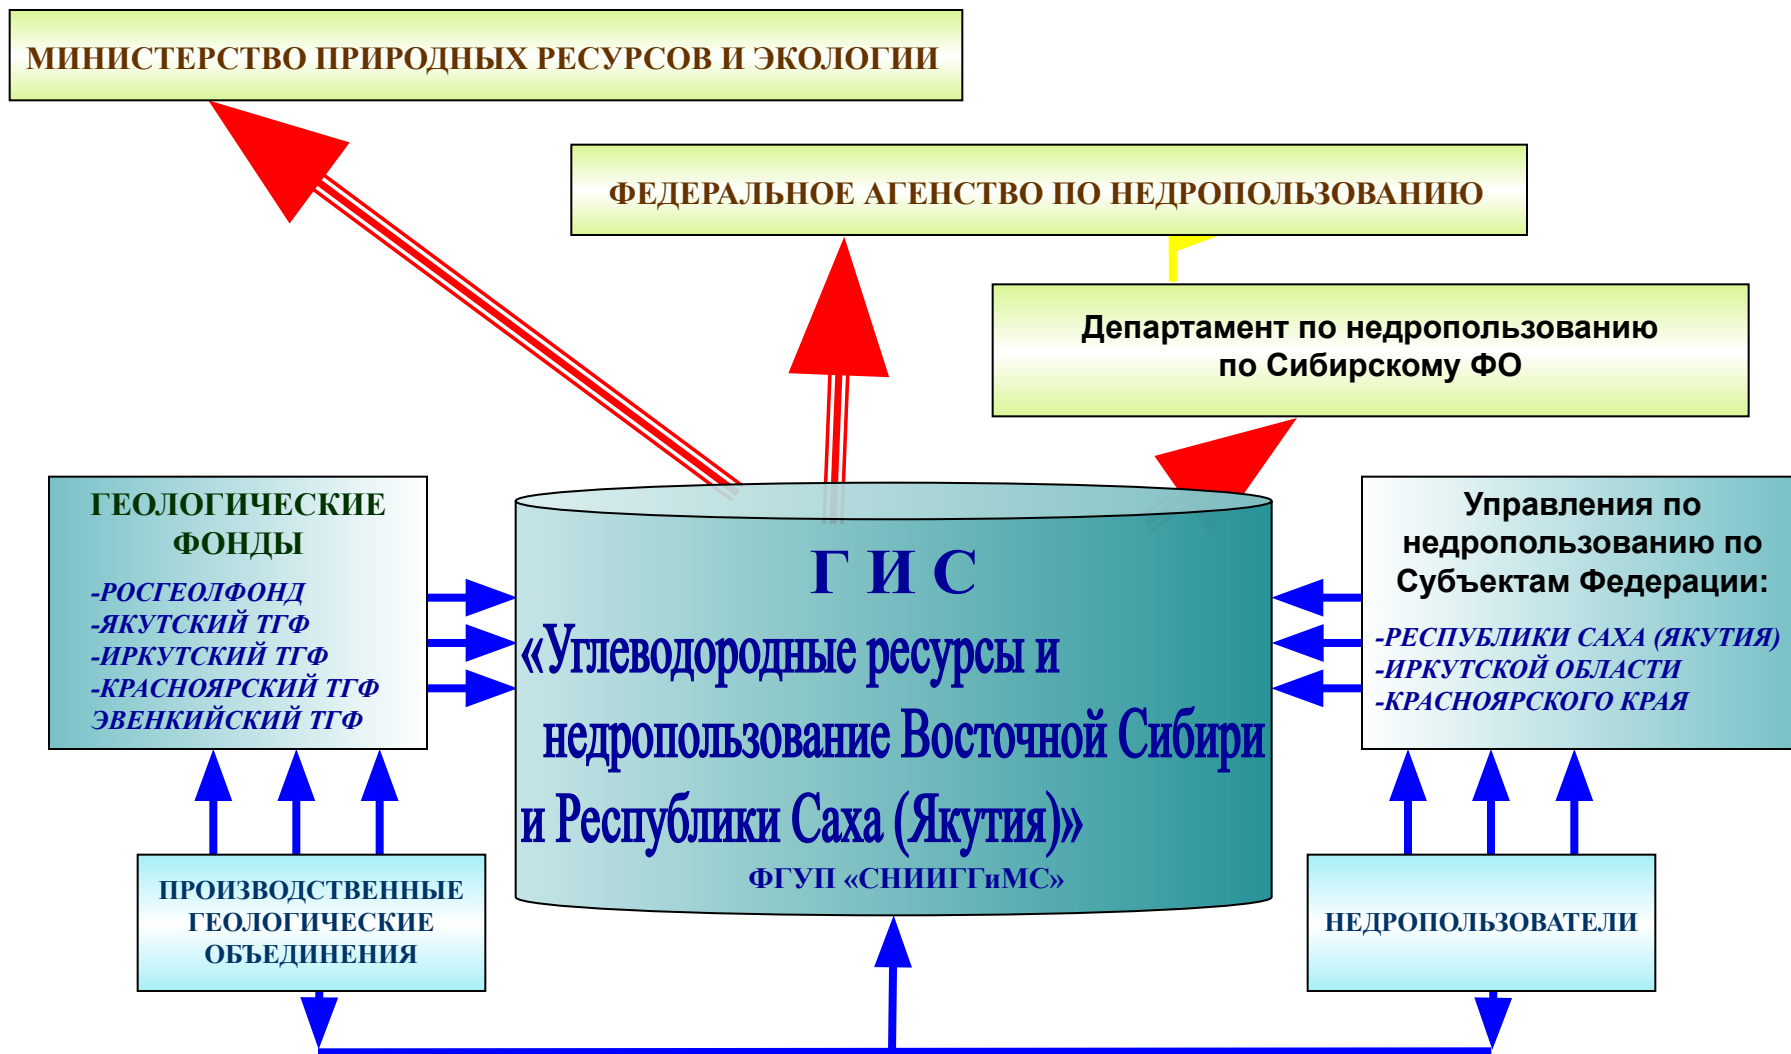 МИНИСТЕРСТВО ПРИРОДНЫХ РЕСУРСОВ И ЭКОЛОГИИ
ФЕДЕРАЛЬНОЕ АГЕНСТВО ПО НЕДРОПОЛЬЗОВАНИЮ
Департамент по недропользованию
по Сибирскому ФО
ГЕОЛОГИЧЕСКИЕ
ФОНДЫ
-РОСГЕОЛФОНД
-ЯКУТСКИЙ ТГФ
-ИРКУТСКИЙ ТГФ
-КРАСНОЯРСКИЙ ТГФ
ЭВЕНКИЙСКИЙ ТГФ
Г И С
«Углеводородные ресурсы и
недропользование Восточной Сибири
и Республики Саха (Якутия)»
ФГУП «СНИИГГиМС»
Управления по
недропользованию по
Субъектам Федерации:
-РЕСПУБЛИКИ САХА (ЯКУТИЯ)
-ИРКУТСКОЙ ОБЛАСТИ
-КРАСНОЯРСКОГО КРАЯ
ПРОИЗВОДСТВЕННЫЕ
ГЕОЛОГИЧЕСКИЕ
ОБЪЕДИНЕНИЯ
НЕДРОПОЛЬЗОВАТЕЛИ